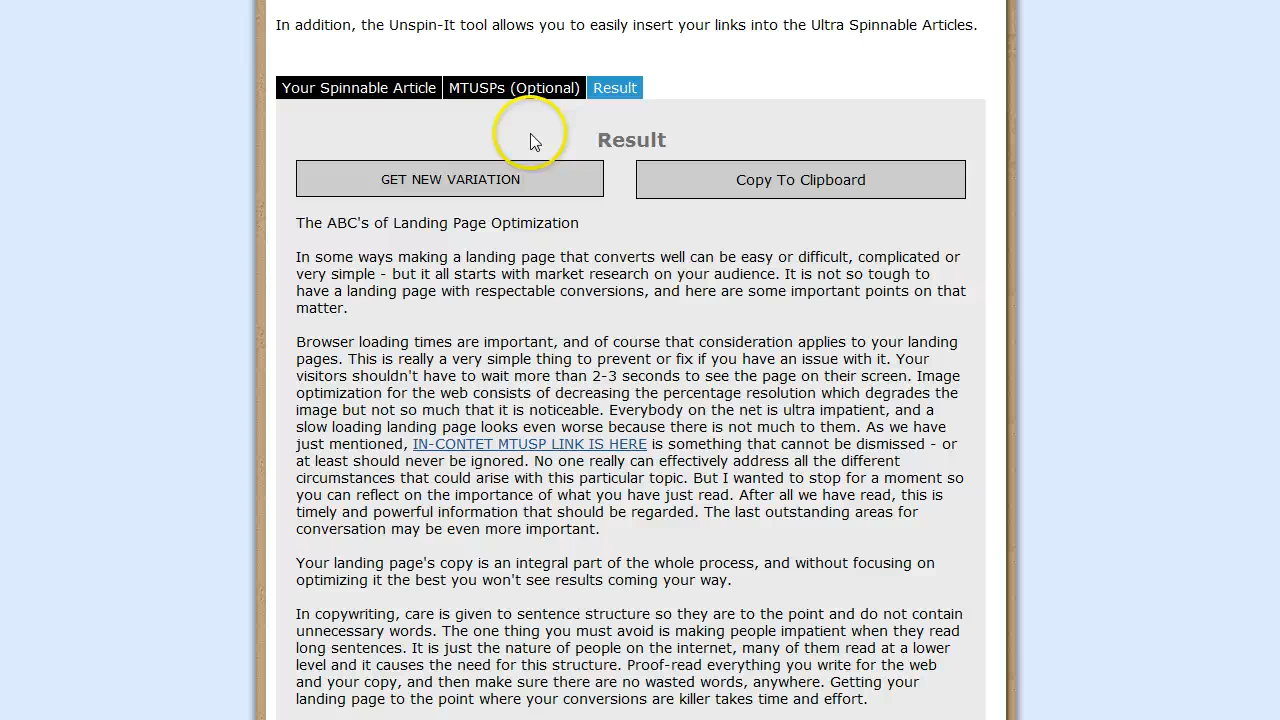 In addition, the Unspin-It tool allows you to easily insert your links into the Ultra Spinnable Articles.
Your Spinnable Article MTUSPs (Optional) Result
Result
GET NEW VARIATION Copy To Clipboard
The ABC's of Landing Page Optimization
In some ways making a landing page that converts well can be easy or difficult, complicated or
very simple - but it all starts with market research on your audience. It is not so tough to
have a landing page with respectable conversions, and here are some important points on that
matter.
Browser loading times are important, and of course that consideration applies to your landing
pages. This is really a very simple thing to prevent or fix if you have an issue with it. Your
visitors shouldn't have to wait more than 2-3 seconds to see the page on their screen. Image
optimization for the web consists of decreasing the percentage resolution which degrades the
image but not so much that it is noticeable. Everybody on the net is ultra impatient, and a
slow loading landing page looks even worse because there is not much to them. As we have
just mentioned, IN-CONTET MTUSP LINK IS HERE is something that cannot be dismissed - or
at least should never be ignored. No one really can effectively address all the different
circumstances that could arise with this particular topic. But I wanted to stop for a moment so
you can reflect on the importance of what you have just read. After all we have read, this is
timely and powerful information that should be regarded. The last outstanding areas for
conversation may be even more important.
Your landing page's copy is an integral part of the whole process, and without focusing on
optimizing it the best you won't see results coming your way.
In copywriting, care is given to sentence structure so they are to the point and do not contain
unnecessary words. The one thing you must avoid is making people impatient when they read
long sentences. It is just the nature of people on the internet, many of them read at a lower
level and it causes the need for this structure. Proof-read everything you write for the web
and your copy, and then make sure there are no wasted words, anywhere. Getting your
landing page to the point where your conversions are killer takes time and effort.